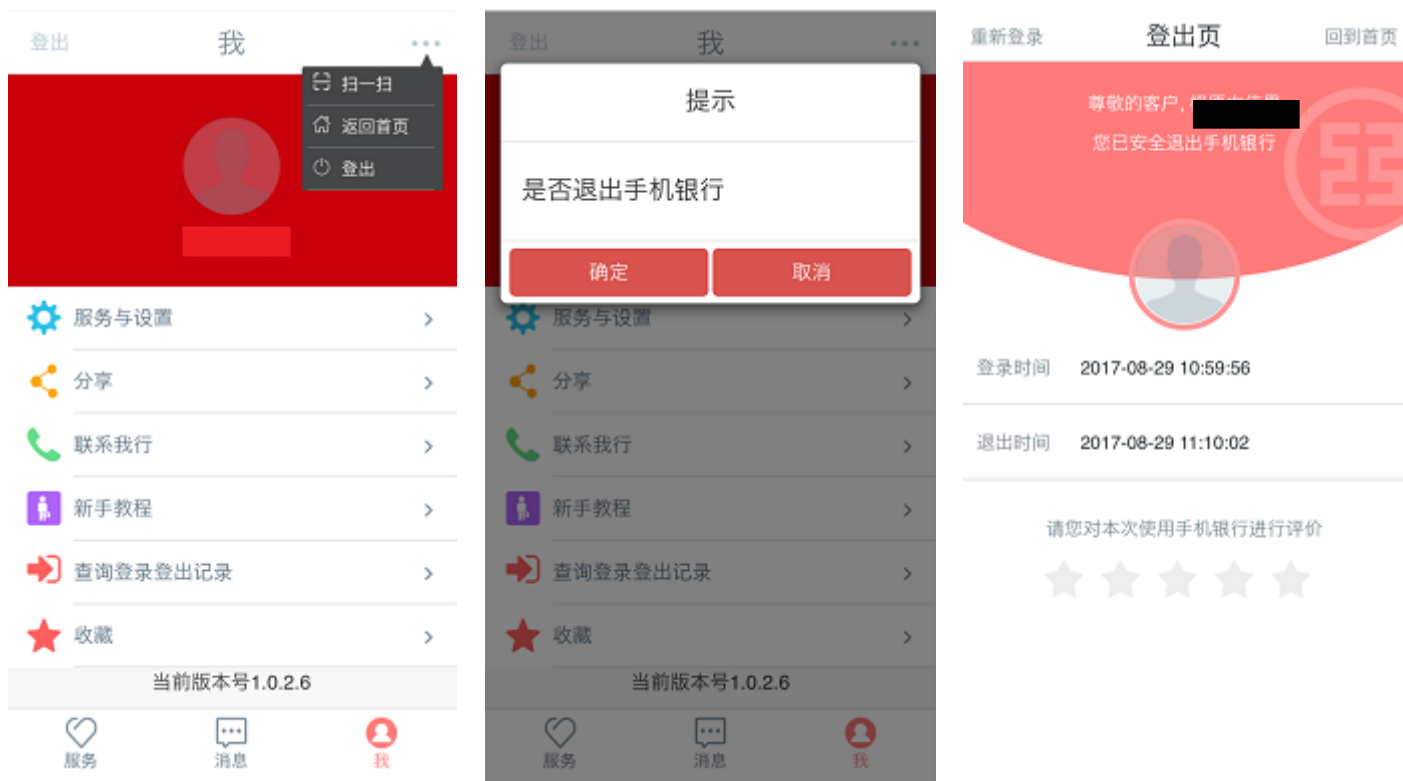 登出
我
扫一扫
返回首页
登出
服务与设置
分享
联系我行
新手教程
查询登录登出记录
收藏
当前版本号1.0.2.6
服务
消息
我
登出
我
提示
是否退出手机银行
确定
取消
服务与设置
分享
联系我行
新手教程
查询登录登出记录
收藏
当前版本号1.0.2.6
服务
消息
我
重新登录
登出页
回到首页
尊敬的客户,
您已安全退出手机银行
登录时间 2017-08-29 10:59:56
退出时间 2017-08-29 11:10:02
请您对本次使用手机银行进行评价